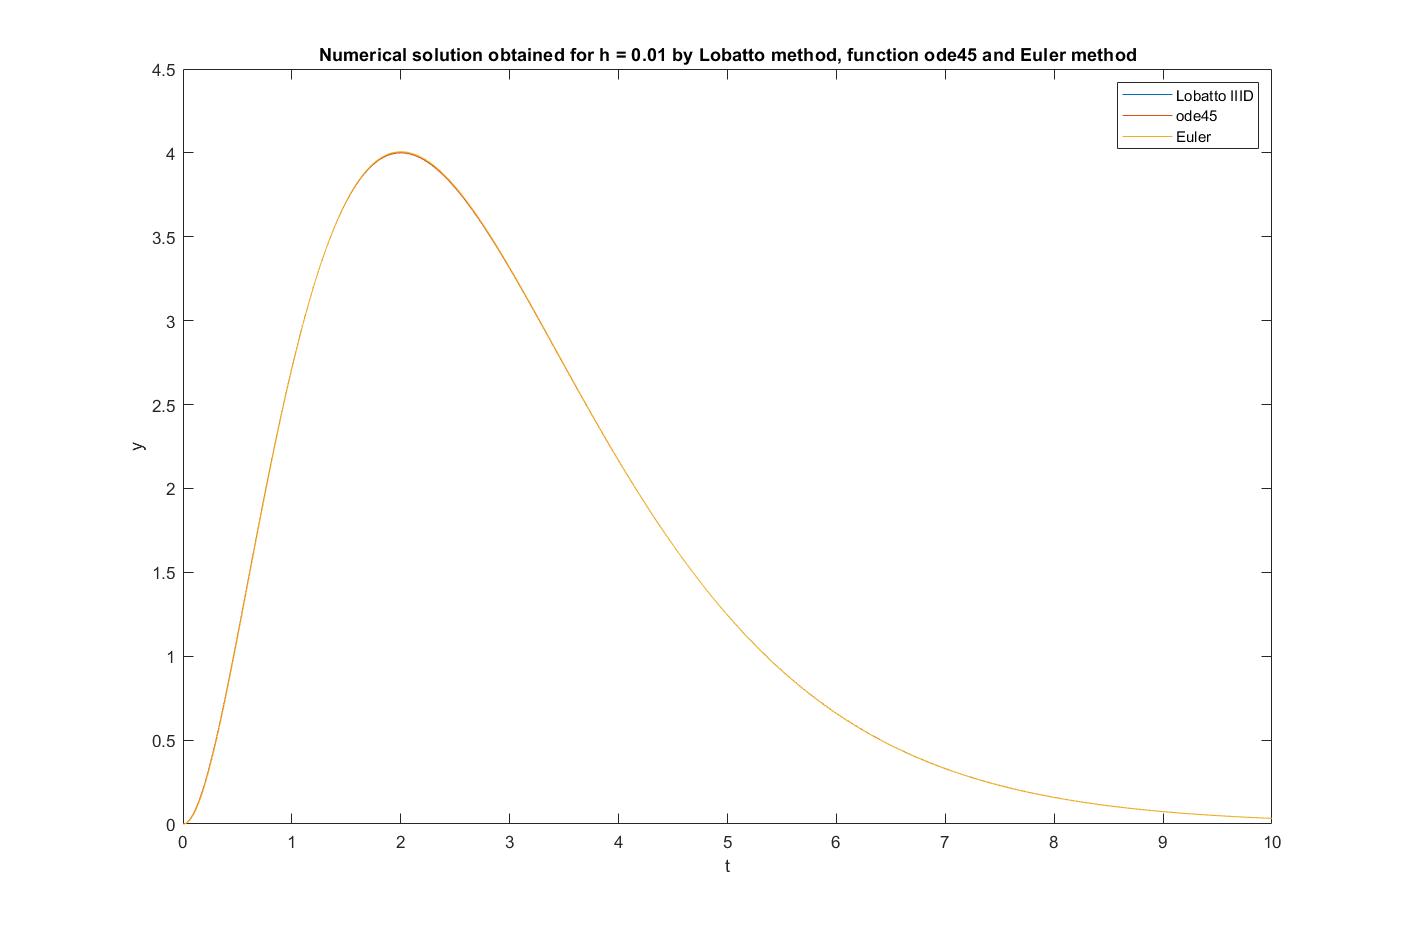 Numerical solution obtained for h = 0.01 by Lobatto method, function ode45 and Euler method
4.5
4
3.5
3
2.5
2
1.5
1
0.5
0
y
Lobatto IIID
ode45
Euler
0 1 2 3 4 5 6 7 8 9 10
t